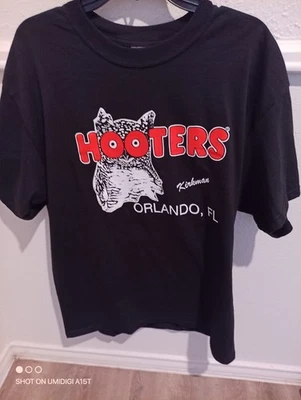 HOOTERS
Kirkman
ORLANDO, FL
SHOT ON UMIDIGI A15T